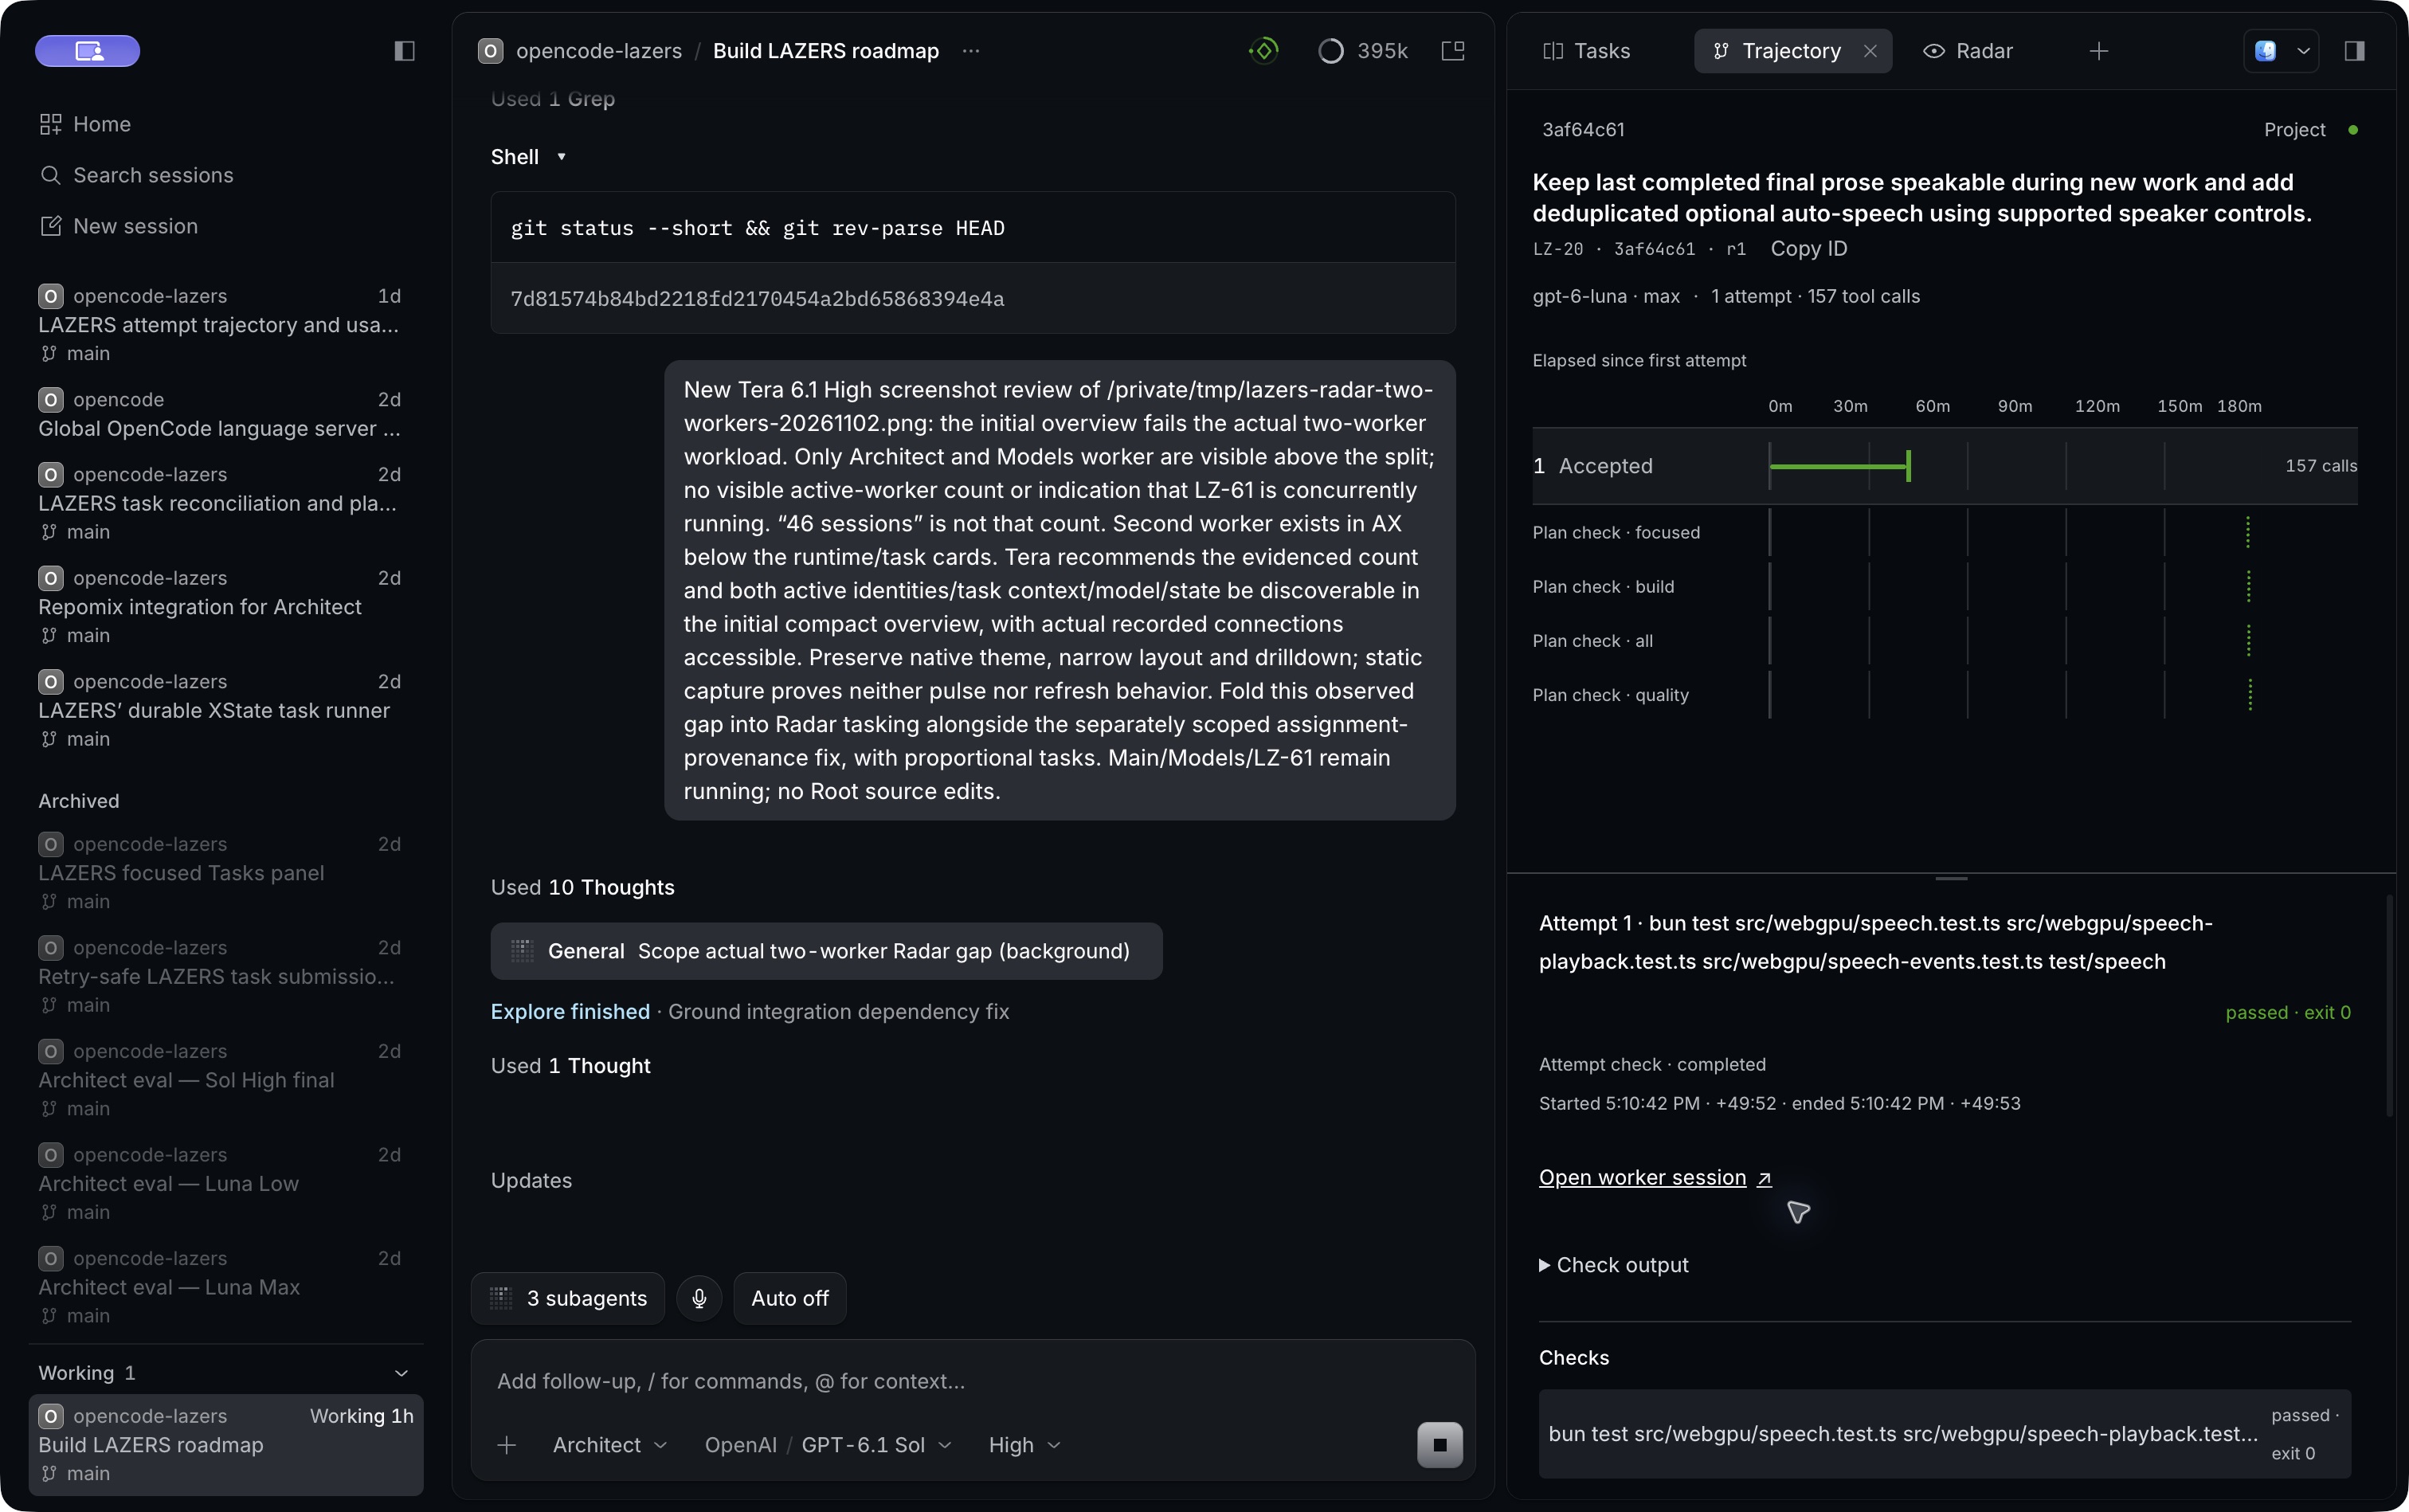 Home
Search sessions
New session
O opencode-lazers 1d
LAZERS attempt trajectory and usa...
main
O opencode 2d
Global OpenCode language server ...
O opencode-lazers 2d
LAZERS task reconciliation and pla...
main
O opencode-lazers 2d
Repomix integration for Architect
main
O opencode-lazers 2d
LAZERS’ durable XState task runner
main
Archived
O opencode-lazers 2d
LAZERS focused Tasks panel
main
O opencode-lazers 2d
Retry-safe LAZERS task submissio...
main
O opencode-lazers 2d
Architect eval — Sol High final
main
O opencode-lazers 2d
Architect eval — Luna Low
main
O opencode-lazers 2d
Architect eval — Luna Max
main
Working 1
O opencode-lazers Working 1h
Build LAZERS roadmap
main
O opencode-lazers / Build LAZERS roadmap ... 395k
Used 1 Grep
Shell
git status --short && git rev-parse HEAD
7d81574b84bd2218fd2170454a2bd65868394e4a
New Tera 6.1 High screenshot review of /private/tmp/lazers-radar-two-
workers-20261102.png: the initial overview fails the actual two-worker
workload. Only Architect and Models worker are visible above the split;
no visible active-worker count or indication that LZ-61 is concurrently
running. “46 sessions” is not that count. Second worker exists in AX
below the runtime/task cards. Tera recommends the evidenced count
and both active identities/task context/model/state be discoverable in
the initial compact overview, with actual recorded connections
accessible. Preserve native theme, narrow layout and drilldown; static
capture proves neither pulse nor refresh behavior. Fold this observed
gap into Radar tasking alongside the separately scoped assignment-
provenance fix, with proportional tasks. Main/Models/LZ-61 remain
running; no Root source edits.
Used 10 Thoughts
General Scope actual two-worker Radar gap (background)
Explore finished · Ground integration dependency fix
Used 1 Thought
Updates
3 subagents
Auto off
Add follow-up, / for commands, @ for context...
Architect OpenAI / GPT-6.1 Sol High
Tasks Trajectory Radar
3af64c61 Project
Keep last completed final prose speakable during new work and add
deduplicated optional auto-speech using supported speaker controls.
LZ-20 · 3af64c61 · r1 Copy ID
gpt-6-luna · max · 1 attempt · 157 tool calls
Elapsed since first attempt
0m 30m 60m 90m 120m 150m 180m
1 Accepted 157 calls
Plan check · focused
Plan check · build
Plan check · all
Plan check · quality
Attempt 1 · bun test src/webgpu/speech.test.ts src/webgpu/speech-
playback.test.ts src/webgpu/speech-events.test.ts test/speech
passed · exit 0
Attempt check · completed
Started 5:10:42 PM · +49:52 · ended 5:10:42 PM · +49:53
Open worker session
Check output
Checks
bun test src/webgpu/speech.test.ts src/webgpu/speech-playback.test...
passed ·
exit 0